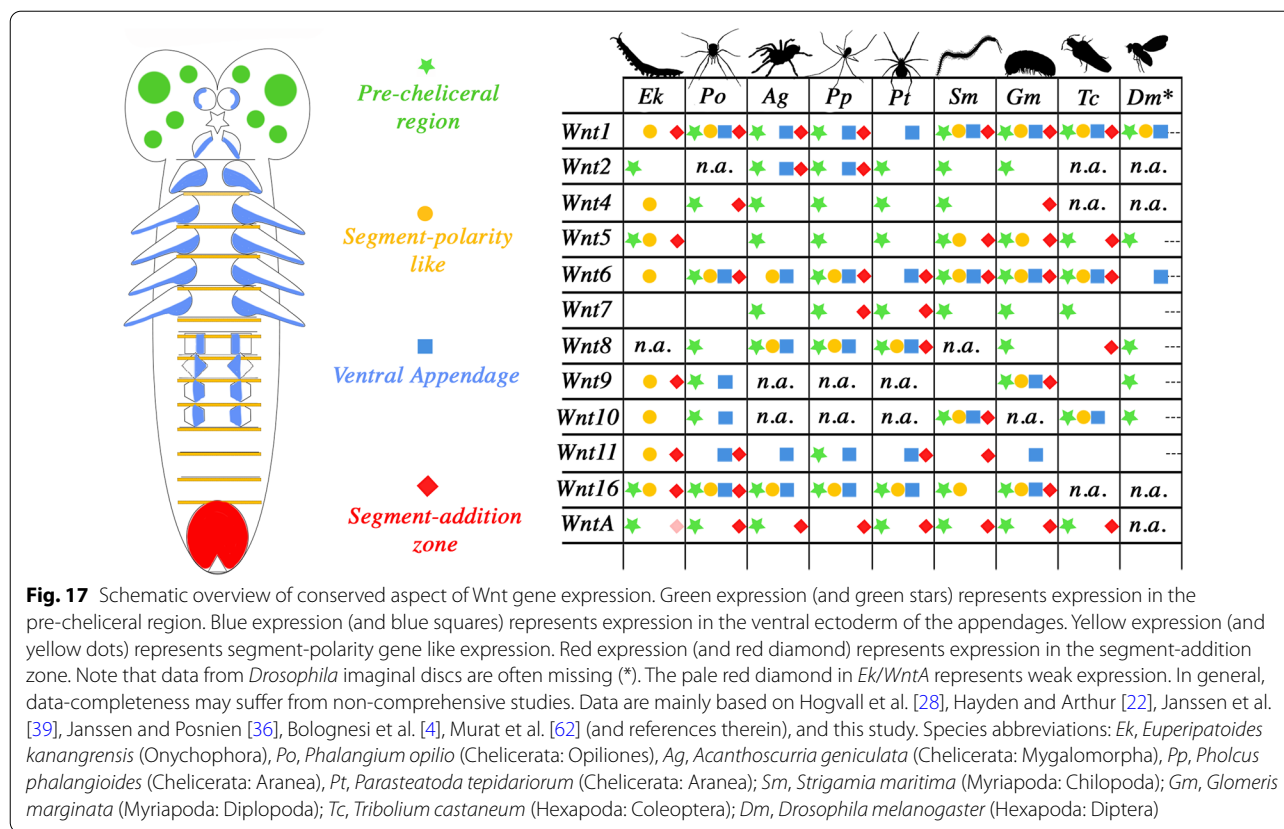 Pre-cheliceral
region
Segment-polarity
like
Ventral Appendage
Segment-addition
zone
Ek Po Ag Pp Pt Sm Gm Tc Dm*
Wnt1 ---
Wnt2 n.a. n.a. n.a.
Wnt4 n.a. n.a.
Wnt5 ---
Wnt6 ---
Wnt7 ---
Wnt8 n.a. n.a. ---
Wnt9 n.a. n.a. n.a. ---
Wnt10 n.a. n.a. n.a. n.a. ---
Wnt11 ---
Wnt16 n.a. n.a.
WntA n.a.
Fig. 17 Schematic overview of conserved aspect of Wnt gene expression. Green expression (and green stars) represents expression in the
pre-cheliceral region. Blue expression (and blue squares) represents expression in the ventral ectoderm of the appendages. Yellow expression (and
yellow dots) represents segment-polarity gene like expression. Red expression (and red diamond) represents expression in the segment-addition
zone. Note that data from Drosophila imaginal discs are often missing (*). The pale red diamond in Ek/WntA represents weak expression. In general,
data-completeness may suffer from non-comprehensive studies. Data are mainly based on Hogvall et al. [28], Hayden and Arthur [22], Janssen et al.
[39], Janssen and Posnien [36], Bolognesi et al. [4], Murat et al. [62] (and references therein), and this study. Species abbreviations: Ek, Euperipatoides
kanangrensis (Onychophora), Po, Phalangium opilio (Chelicerata: Opiliones), Ag, Acanthoscurria geniculata (Chelicerata: Mygalomorpha), Pp, Pholcus
phalangioides (Chelicerata: Aranea), Pt, Parasteatoda tepidariorum (Chelicerata: Aranea); Sm, Strigamia maritima (Myriapoda: Chilopoda); Gm, Glomeris
marginata (Myriapoda: Diplopoda); Tc, Tribolium castaneum (Hexapoda: Coleoptera); Dm, Drosophila melanogaster (Hexapoda: Diptera)